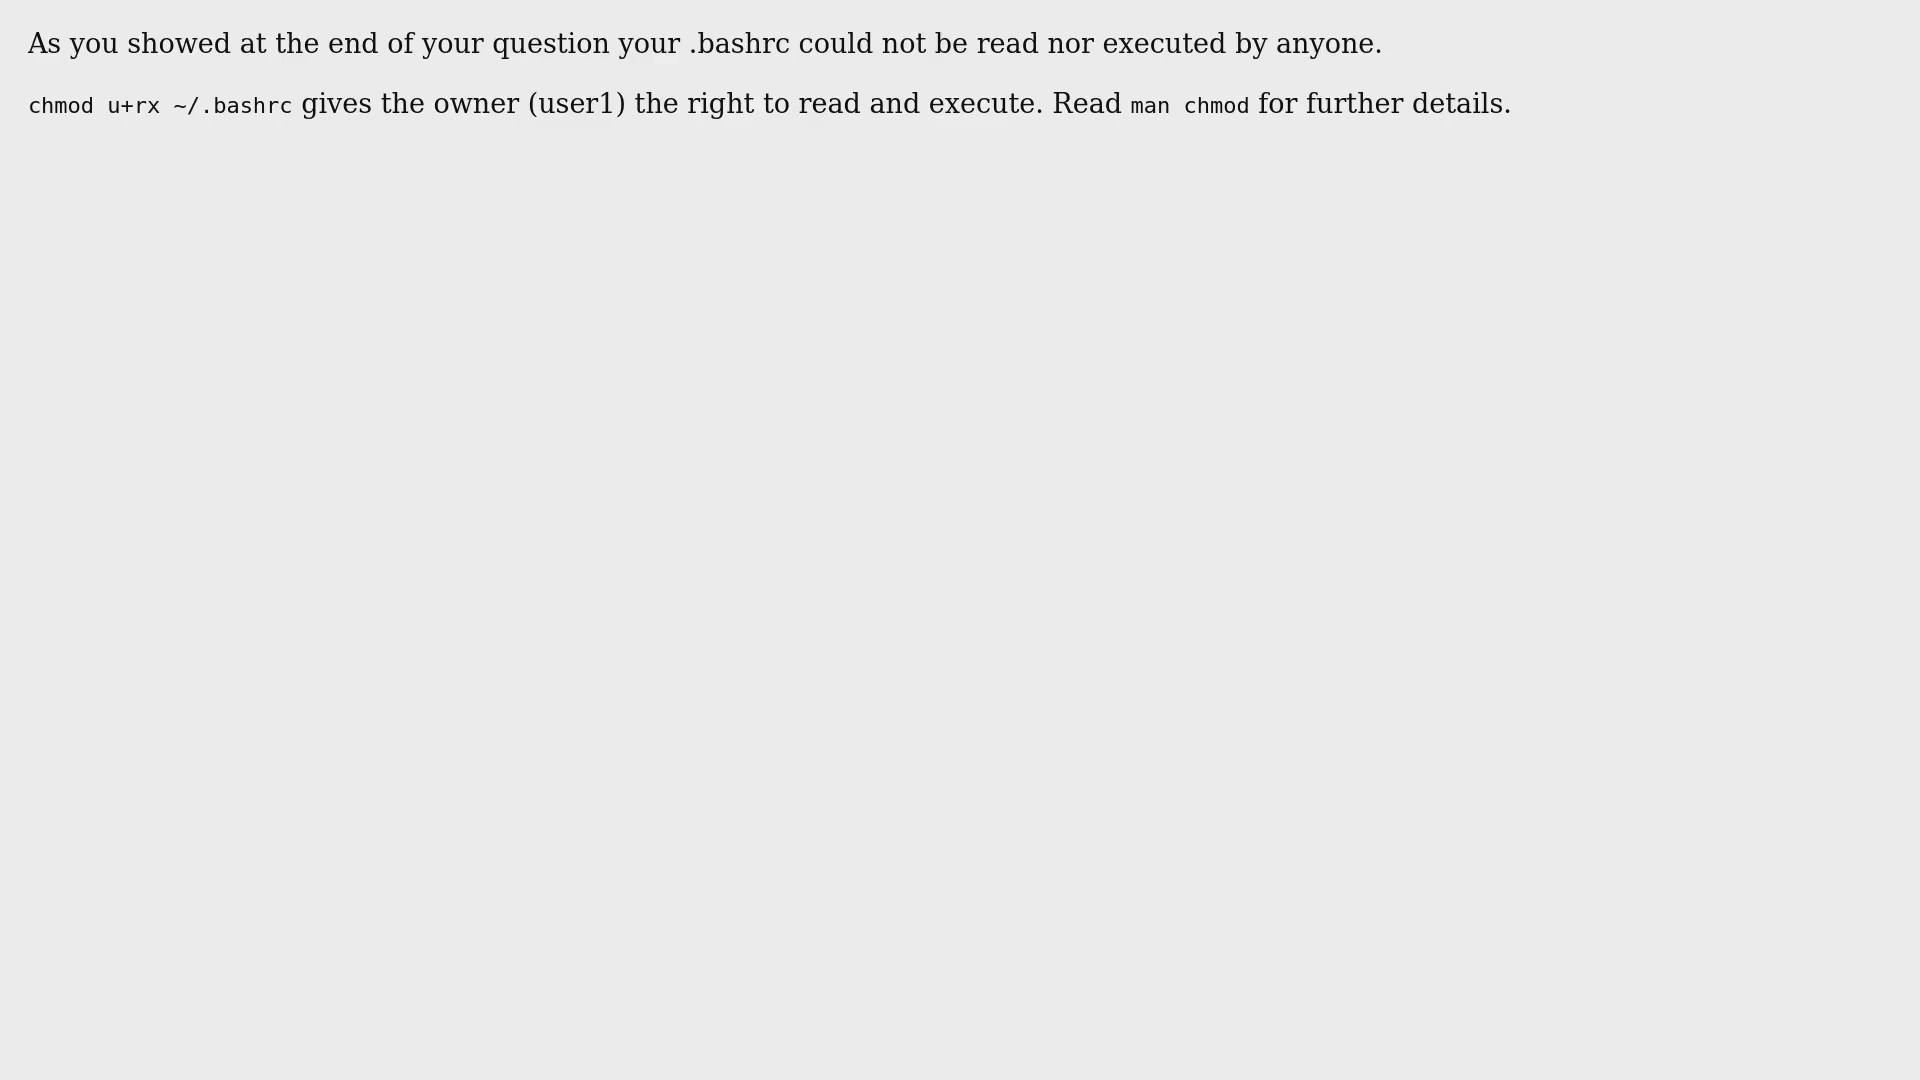 As you showed at the end of your question your .bashrc could not be read nor executed by anyone.
chmod u+rx ~/.bashrc gives the owner (user1) the right to read and execute. Read man chmod for further details.